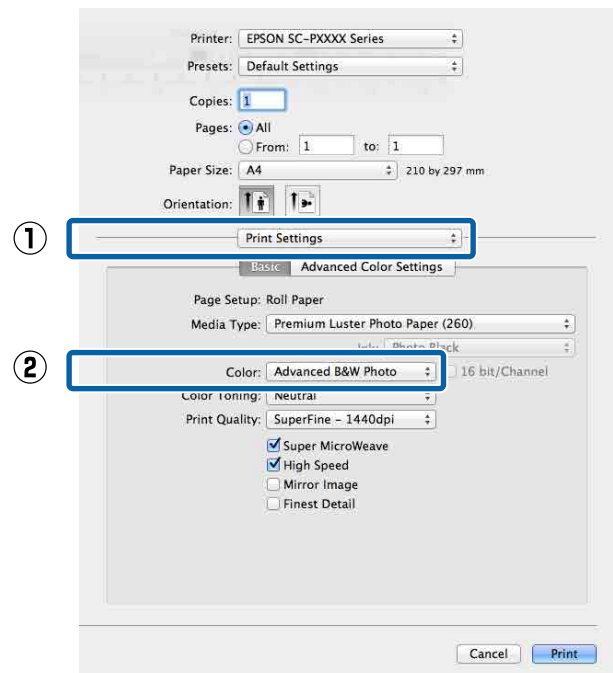 Printer: EPSON SC-PXXXX Series
Presets: Default Settings
Copies: 1
Pages: All
From: 1 to: 1
Paper Size: A4 210 by 297 mm
Orientation:
① Print Settings
Basic Advanced Color Settings
Page Setup: Roll Paper
Media Type: Premium Luster Photo Paper (260)
Ink: Photo Black
② Color: Advanced B&W Photo 16 bit/Channel
Color Toning: Neutral
Print Quality: SuperFine - 1440dpi
Super MicroWeave
High Speed
Mirror Image
Finest Detail
Cancel Print